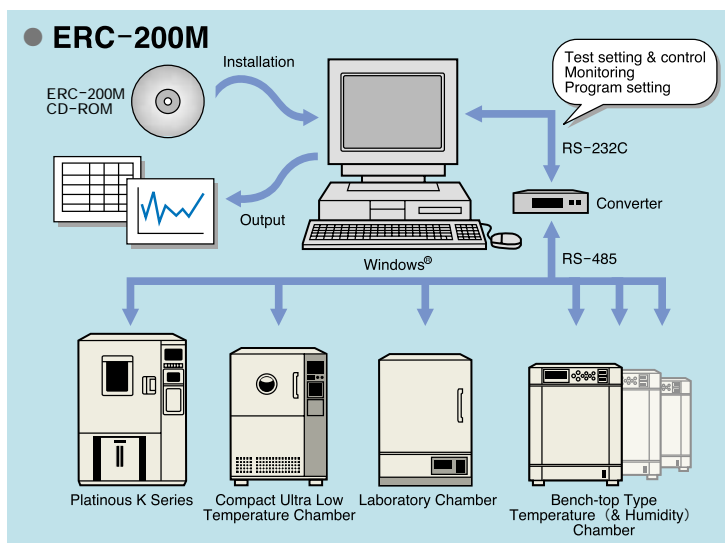 ERC-200M
Installation
ERC-200M
CD-ROM
Test setting & control
Monitoring
Program setting
RS-232C
Converter
Output
Windows®
RS-485
Platinous K Series
Compact Ultra Low
Temperature Chamber
Laboratory Chamber
Bench-top Type
Temperature (& Humidity)
Chamber